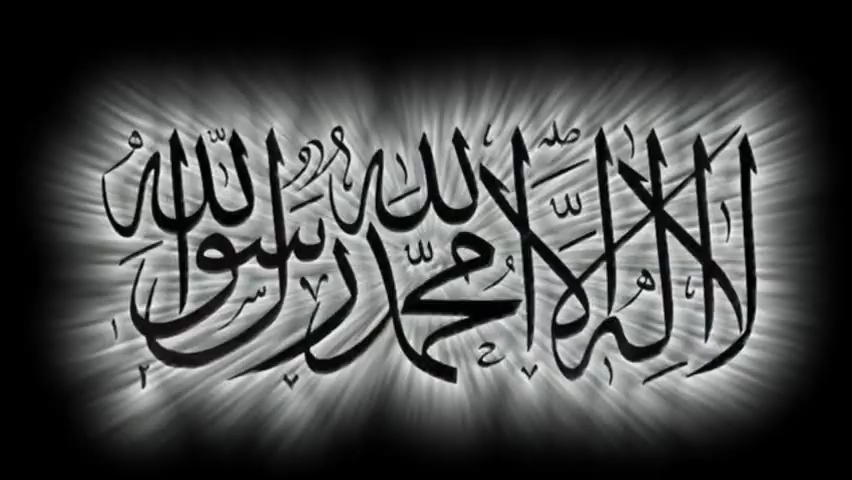 لا إله إلا الله محمد رسول الله